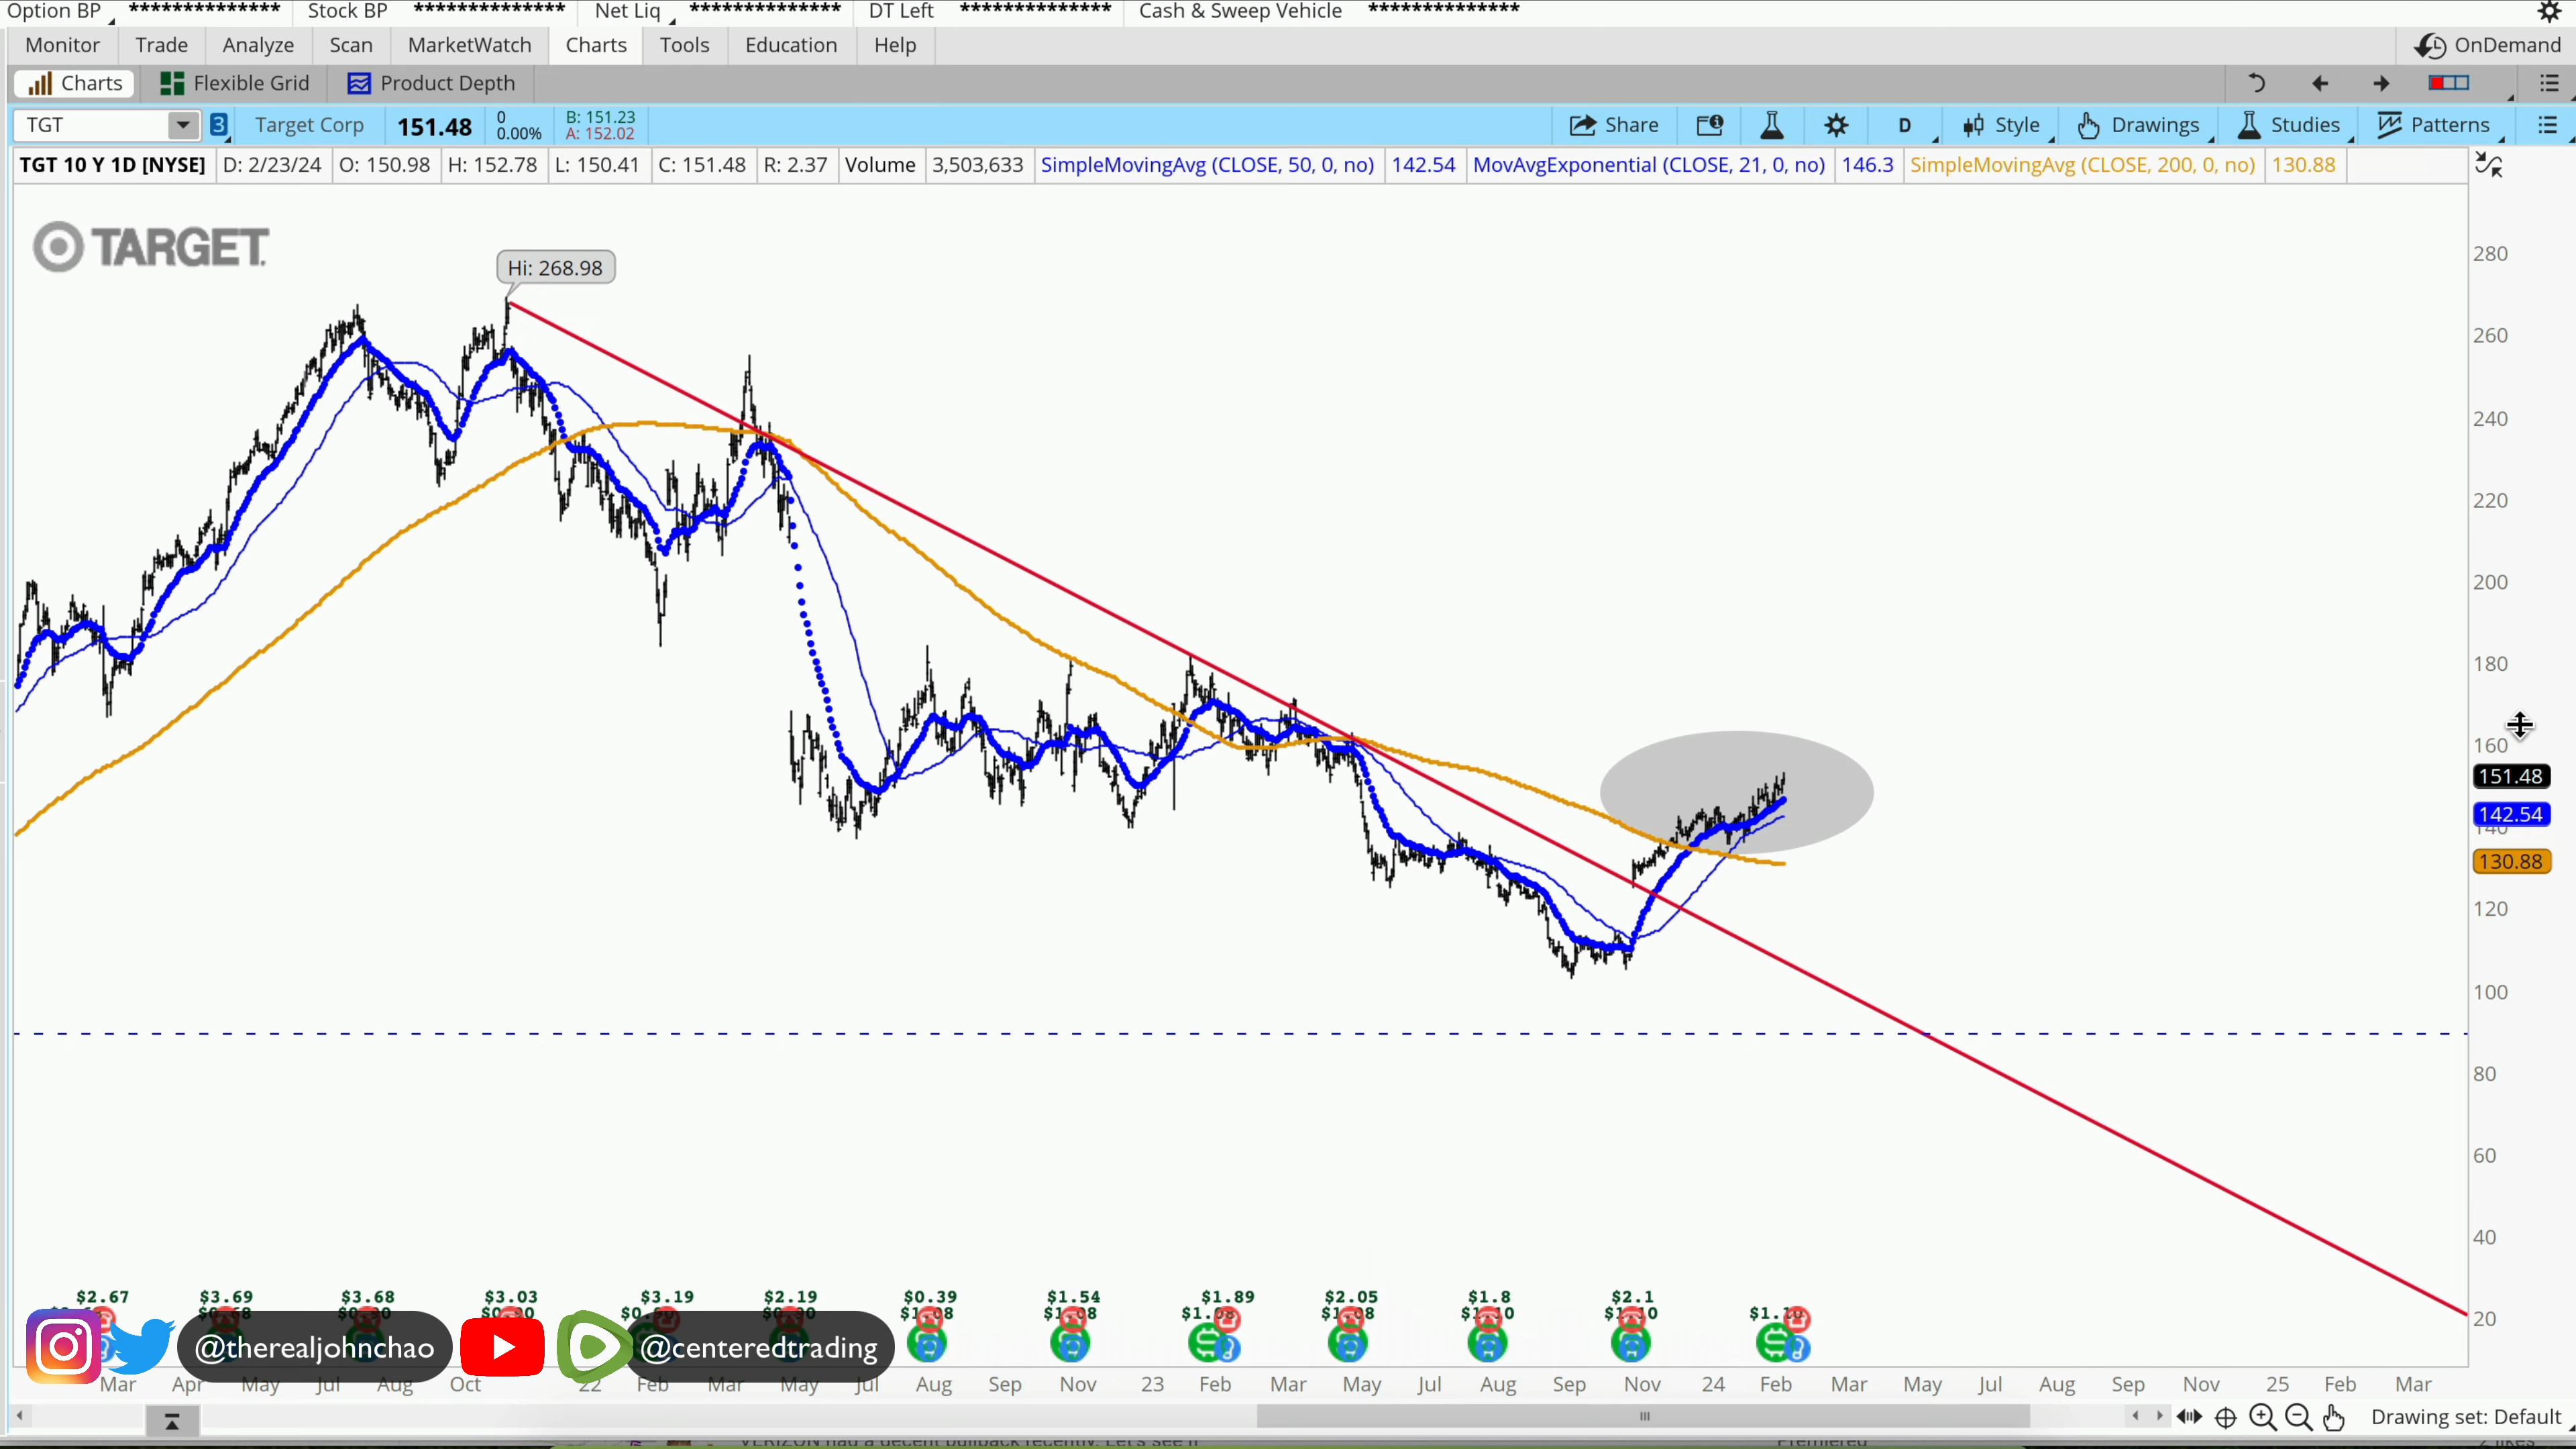 Option BP ************** Stock BP ************** Net Liq ************** DT Left ************** Cash & Sweep Vehicle **************
Monitor Trade Analyze Scan MarketWatch Charts Tools Education Help OnDemand
Charts Flexible Grid Product Depth
TGT 3 Target Corp 151.48 0 0.00% B: 151.23 A: 152.02 Share D Style Drawings Studies Patterns
TGT 10 Y 1D [NYSE] D: 2/23/24 O: 150.98 H: 152.78 L: 150.41 C: 151.48 R: 2.37 Volume 3,503,633 SimpleMovingAvg (CLOSE, 50, 0, no) 142.54 MovAvgExponential (CLOSE, 21, 0, no) 146.3 SimpleMovingAvg (CLOSE, 200, 0, no) 130.88
TARGET
Hi: 268.98
280
260
240
220
200
180
160
151.48
142.54
140
130.88
120
100
80
60
40
20
$2.67 $3.69 $3.68 $3.03 $3.19 $2.19 $0.39 $1.54 $1.89 $2.05 $1.8 $2.1
@therealjohnchao @centeredtrading
Mar Apr May Jul Aug Oct 22 Feb Mar May Jul Aug Sep Nov 23 Feb Mar May Jul Aug Sep Nov 24 Feb Mar May Jul Aug Sep Nov 25 Feb Mar
Drawing set: Default